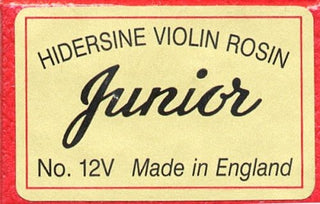 HIDERSINE VIOLIN ROSIN
Junior
No. 12V Made in England